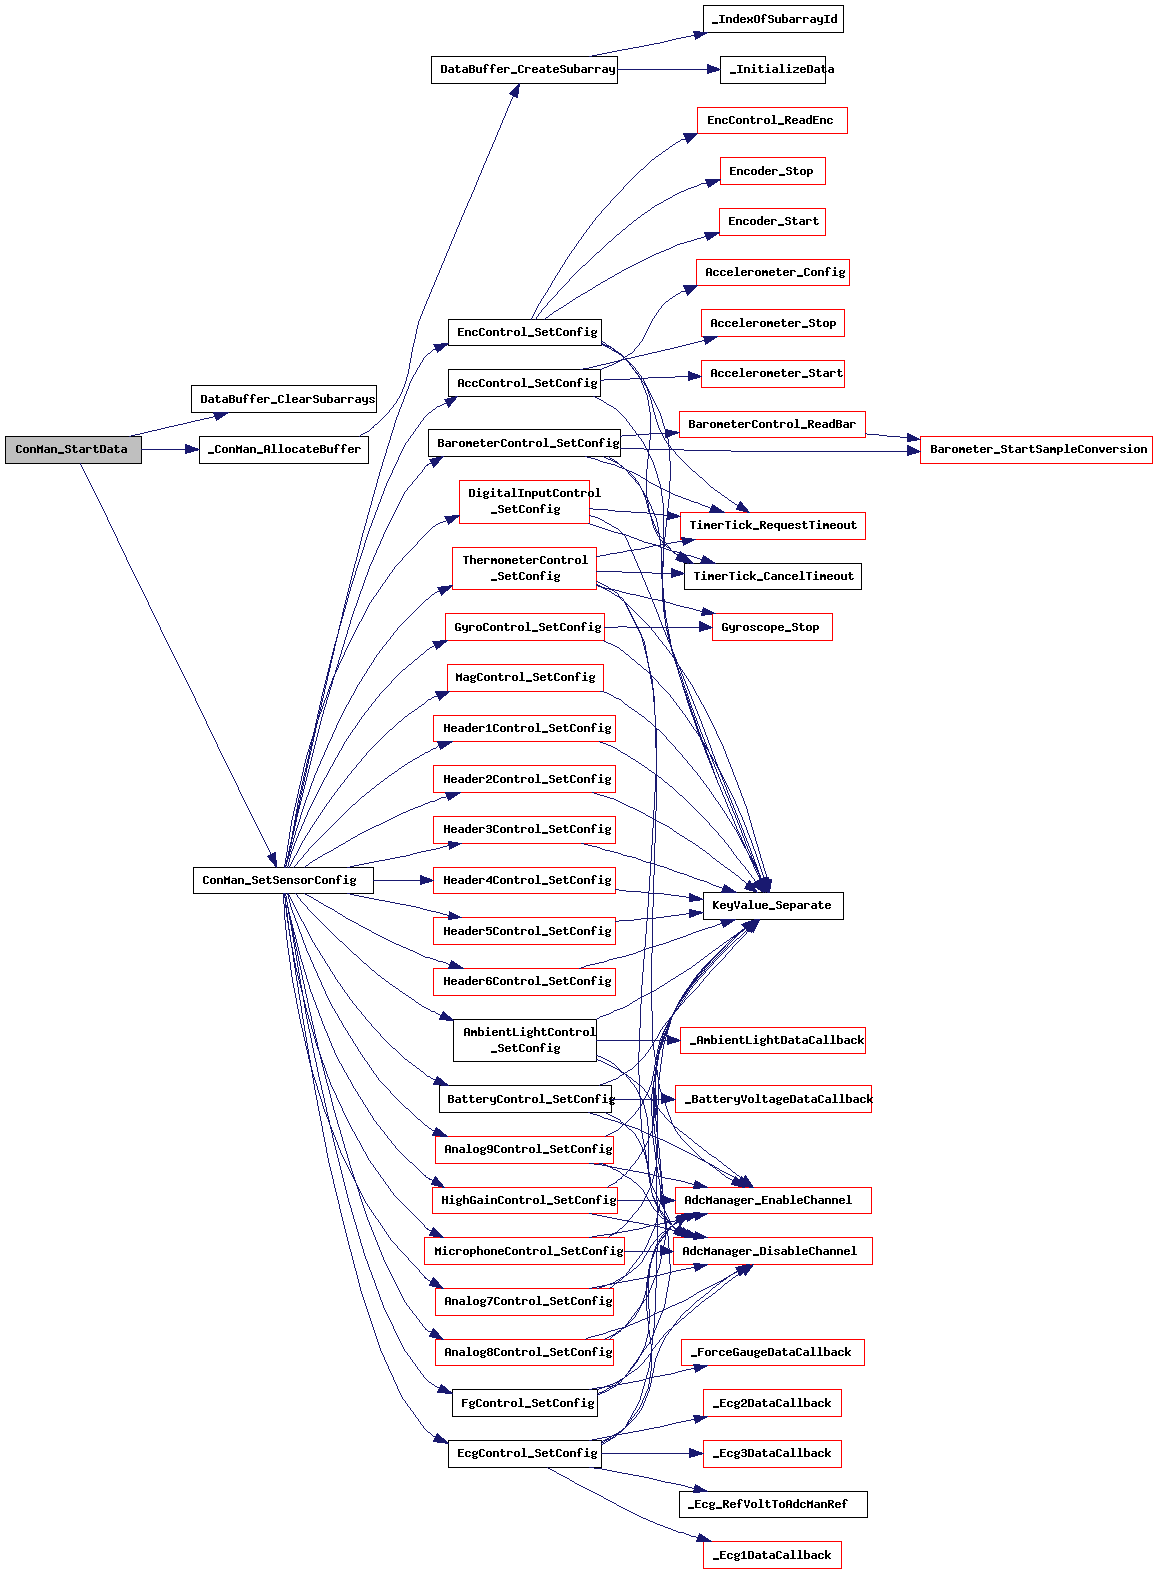 _IndexOfSubarrayId
DataBuffer_CreateSubarray
_InitializeData
EncControl_ReadEnc
Encoder_Stop
Encoder_Start
Accelerometer_Config
Accelerometer_Stop
EncControl_SetConfig
Accelerometer_Start
AccControl_SetConfig
DataBuffer_ClearSubarrays
BarometerControl_ReadBar
ConMan_StartData
_ConMan_AllocateBuffer
BarometerControl_SetConfig
Barometer_StartSampleConversion
DigitalInputControl
_SetConfig
TimerTick_RequestTimeout
ThermometerControl
_SetConfig
TimerTick_CancelTimeout
GyroControl_SetConfig
Gyroscope_Stop
MagControl_SetConfig
Header1Control_SetConfig
Header2Control_SetConfig
Header3Control_SetConfig
ConMan_SetSensorConfig
Header4Control_SetConfig
KeyValue_Separate
Header5Control_SetConfig
Header6Control_SetConfig
AmbientLightControl
_SetConfig
_AmbientLightDataCallback
BatteryControl_SetConfig
_BatteryVoltageDataCallback
Analog9Control_SetConfig
HighGainControl_SetConfig
AdcManager_EnableChannel
MicrophoneControl_SetConfig
AdcManager_DisableChannel
Analog7Control_SetConfig
Analog8Control_SetConfig
_ForceGaugeDataCallback
FgControl_SetConfig
_Ecg2DataCallback
EcgControl_SetConfig
_Ecg3DataCallback
_Ecg_RefVoltToAdcManRef
_Ecg1DataCallback